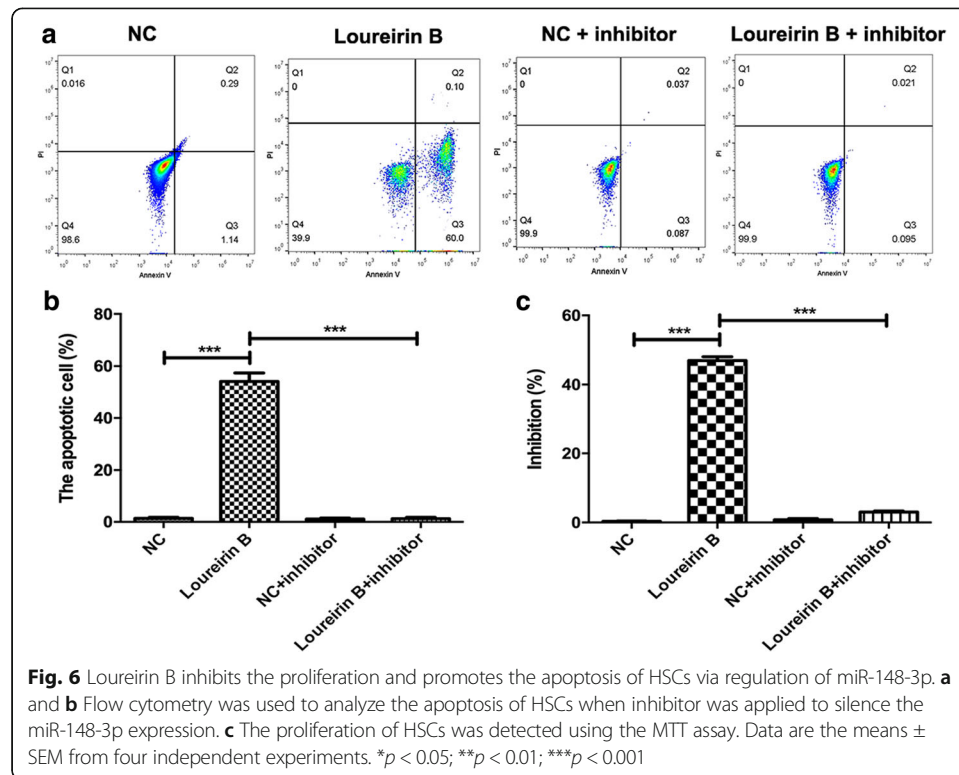 a
NC
Loureirin B
NC + inhibitor
Loureirin B + inhibitor
Q1
0.016
Q2
0.29
Q4
98.6
Q3
1.14
PI
Annexin V
Q1
0
Q2
0.10
Q4
39.9
Q3
60.0
PI
Annexin V
Q1
0
Q2
0.037
Q4
99.9
Q3
0.087
PI
Annexin V
Q1
0
Q2
0.021
Q4
99.9
Q3
0.095
PI
Annexin V
b
The apoptotic cell (%)
80
60
40
20
0
***
***
NC
Loureirin B
NC+inhibitor
Loureirin B+inhibitor
c
Inhibition (%)
60
40
20
0
***
***
NC
Loureirin B
NC+inhibitor
Loureirin B+inhibitor
Fig. 6 Loureirin B inhibits the proliferation and promotes the apoptosis of HSCs via regulation of miR-148-3p. a
and b Flow cytometry was used to analyze the apoptosis of HSCs when inhibitor was applied to silence the
miR-148-3p expression. c The proliferation of HSCs was detected using the MTT assay. Data are the means ±
SEM from four independent experiments. *p < 0.05; **p < 0.01; ***p < 0.001